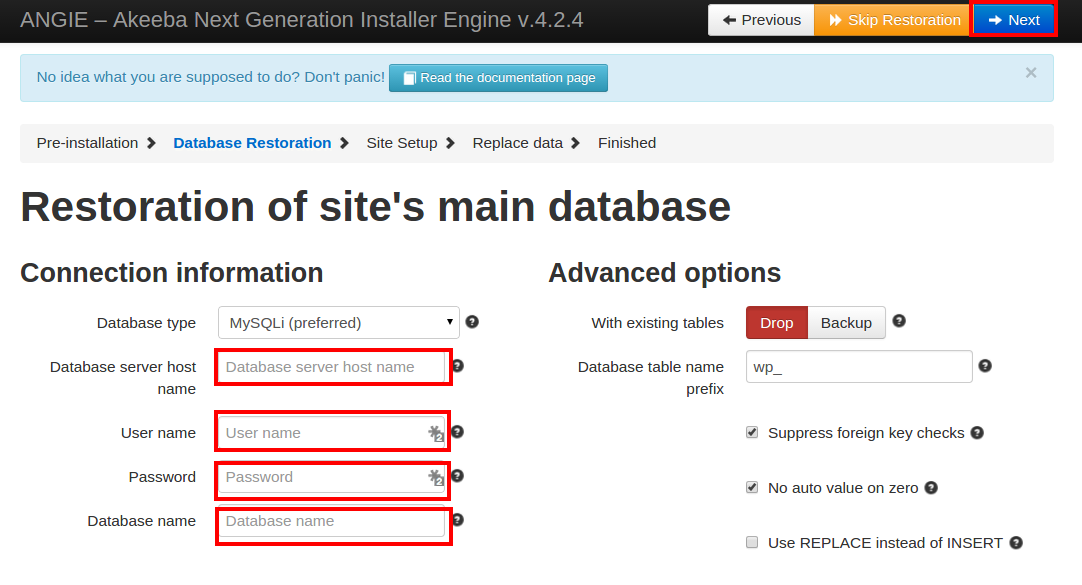 ANGIE – Akeeba Next Generation Installer Engine v.4.2.4
Previous
Skip Restoration
Next
No idea what you are supposed to do? Don't panic! Read the documentation page
×
Pre-installation
Database Restoration
Site Setup
Replace data
Finished
Restoration of site's main database
Connection information
Database type
MySQLi (preferred)
Database server host
name
Database server host name
User name
User name
Password
Password
Database name
Database name
Advanced options
With existing tables
Drop
Backup
Database table name
prefix
wp_
Suppress foreign key checks
No auto value on zero
Use REPLACE instead of INSERT